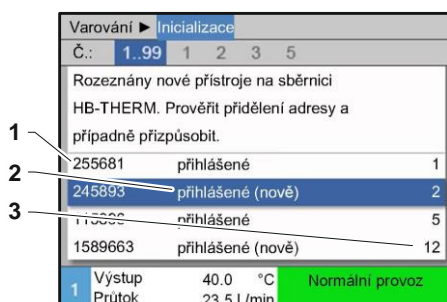 Varování ► Inicializace
Č.: 1..99 1 2 3 5
Rozeznány nové přístroje na sběrnici
HB-THERM. Prověřit přidělení adresy a
případně přizpůsobit.
1
255681 přihlášené 1
2
245893 přihlášené (nově) 2
3
přihlášené 5
1589663 přihlášené (nově) 12
1 Výstup 40.0 °C Normální provoz
Průtok 23.5 L/min